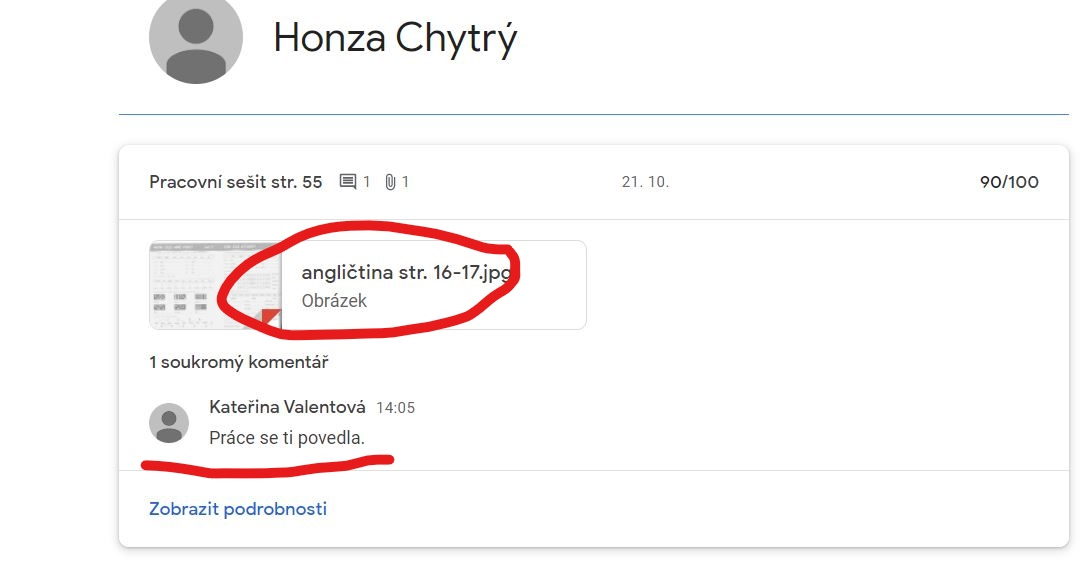 Honza Chytrý
Pracovní sešit str. 55 1 1 21. 10. 90/100
angličtina str. 16-17.jpg
Obrázek
1 soukromý komentář
Kateřina Valentová 14:05
Práce se ti povedla.
Zobrazit podrobnosti